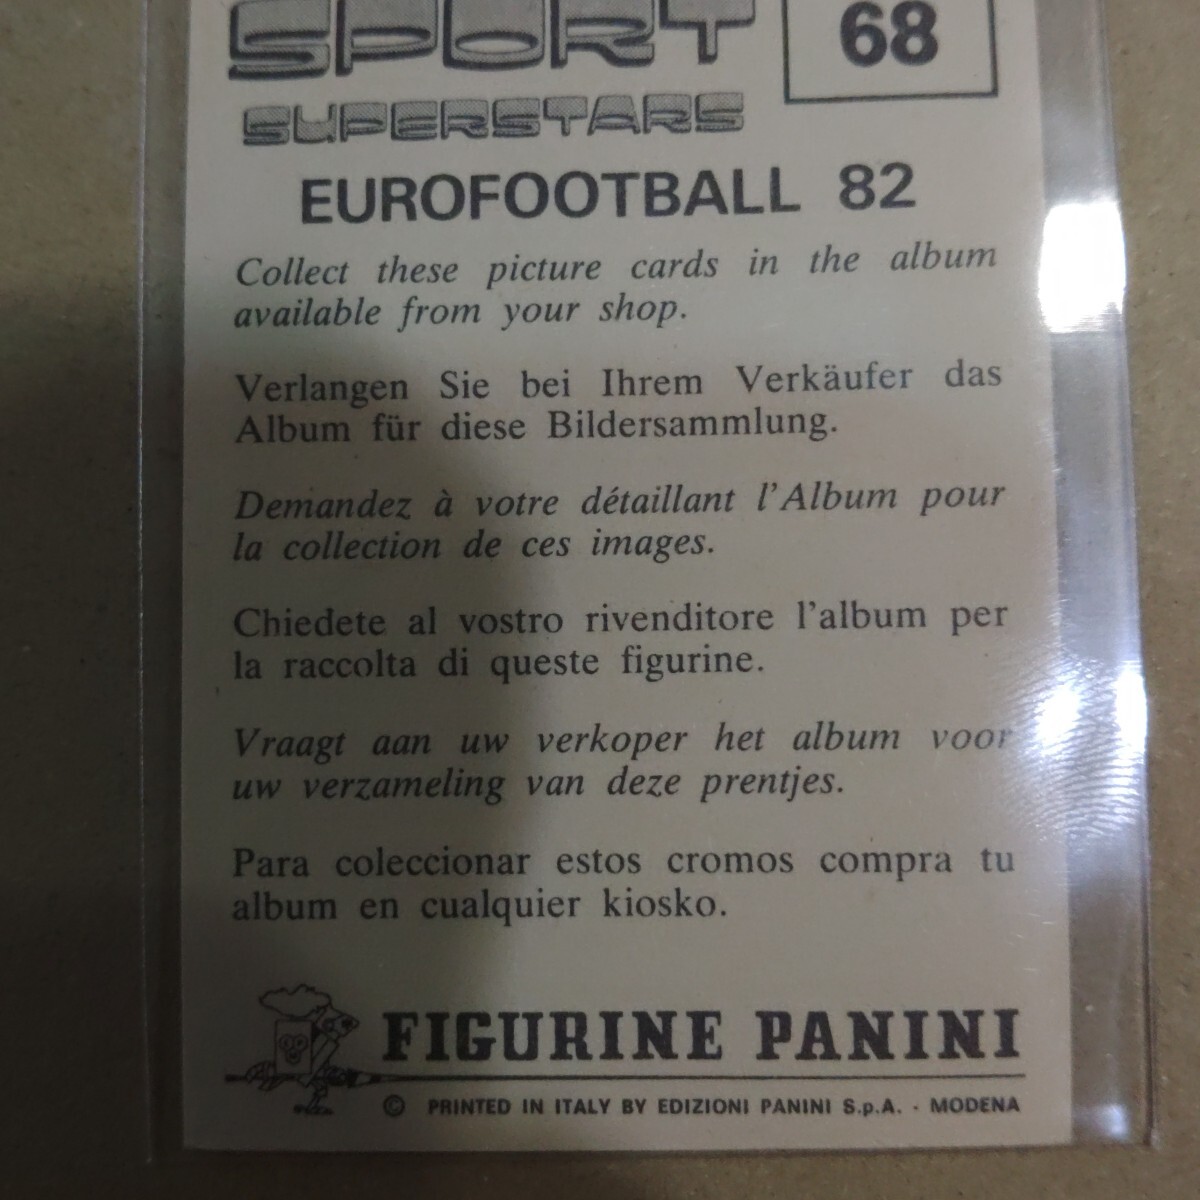 SPORT
68
SUPERSTARS
EUROFOOTBALL 82
Collect these picture cards in the album
available from your shop.
Verlangen Sie bei Ihrem Verkäufer das
Album für diese Bildersammlung.
Demandez à votre détaillant l'Album pour
la collection de ces images.
Chiedete al vostro rivenditore l'album per
la raccolta di queste figurine.
Vraagt aan uw verkoper het album voor
uw verzameling van deze prentjes.
Para coleccionar estos cromos compra tu
album en cualquier kiosko.
FIGURINE PANINI
© PRINTED IN ITALY BY EDIZIONI PANINI S.p.A. - MODENA